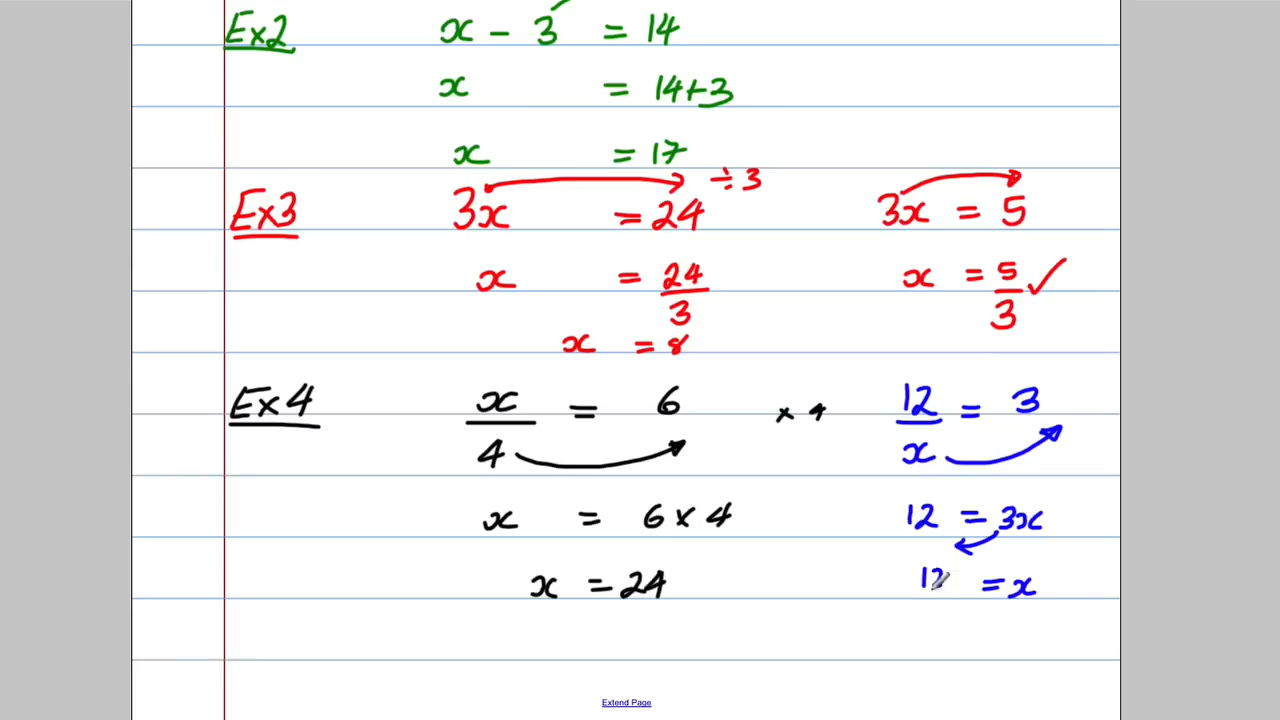 Ex2 x - 3 = 14
x = 14+3
x = 17
÷3
Ex3 3x = 24 3x = 5
x = 24/3 x = 5/3 ✓
x = 8
Ex4 x/4 = 6 ×4 12/x = 3
x = 6 × 4 12 = 3x
x = 24 12 = x
Extend Page